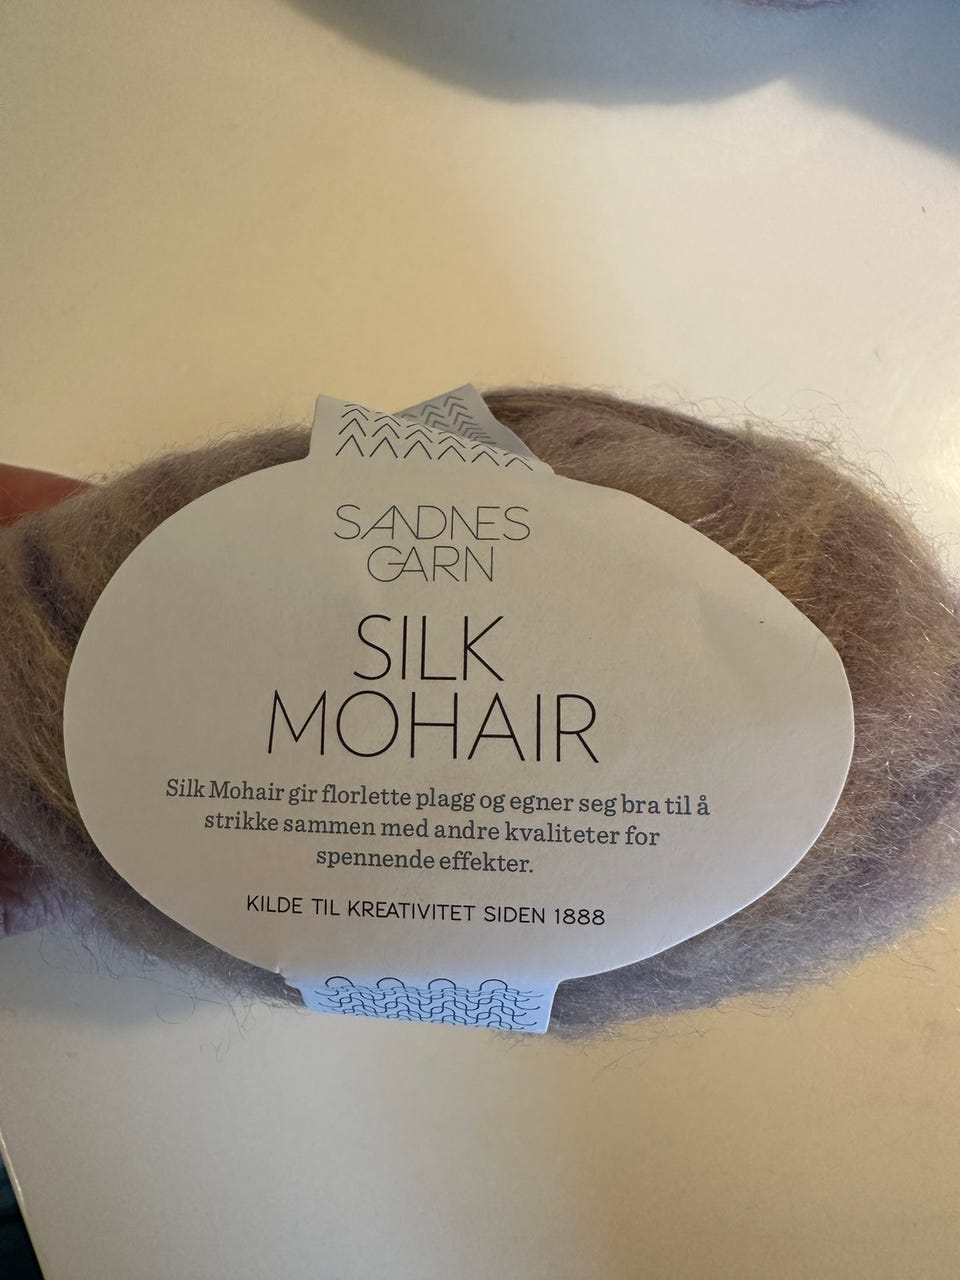 SANDNES
GARN
SILK
MOHAIR
Silk Mohair gir florlette plagg og egner seg bra til å
strikke sammen med andre kvaliteter for
spennende effekter.
KILDE TIL KREATIVITET SIDEN 1888